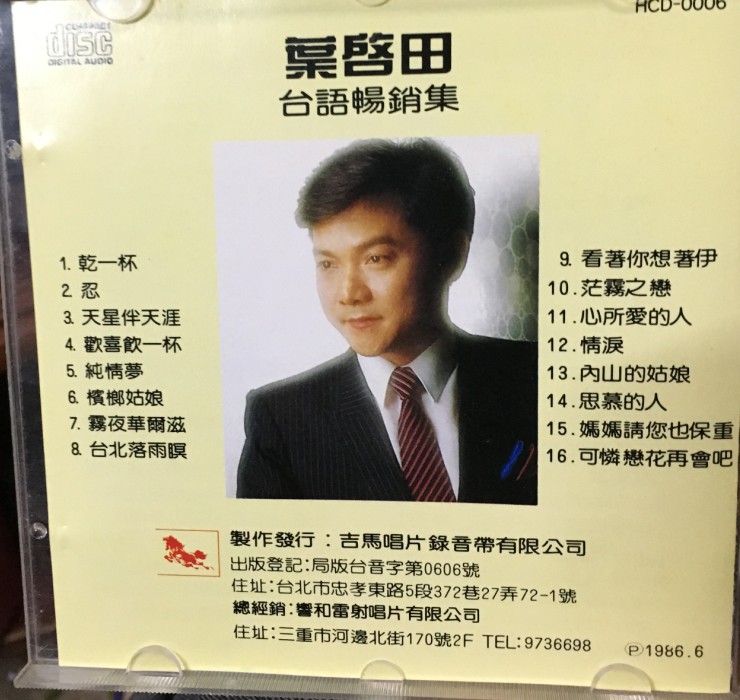 HCD-0006
COMPACT
disc
DIGITAL AUDIO
葉啓田
台語暢銷集
1. 乾一杯
2. 忍
3. 天星伴天涯
4. 歡喜飲一杯
5. 純情夢
6. 檳榔姑娘
7. 霧夜華爾滋
8. 台北落雨暝
9. 看著你想著伊
10. 茫霧之戀
11. 心所愛的人
12. 情淚
13. 內山的姑娘
14. 思慕的人
15. 媽媽請您也保重
16. 可憐戀花再會吧
製作發行：吉馬唱片錄音帶有限公司
出版登記:局版台音字第0606號
住址:台北市忠孝東路5段372巷27弄72-1號
總經銷:響和雷射唱片有限公司
住址:三重市河邊北街170號2F TEL:9736698
Ⓟ1986.6